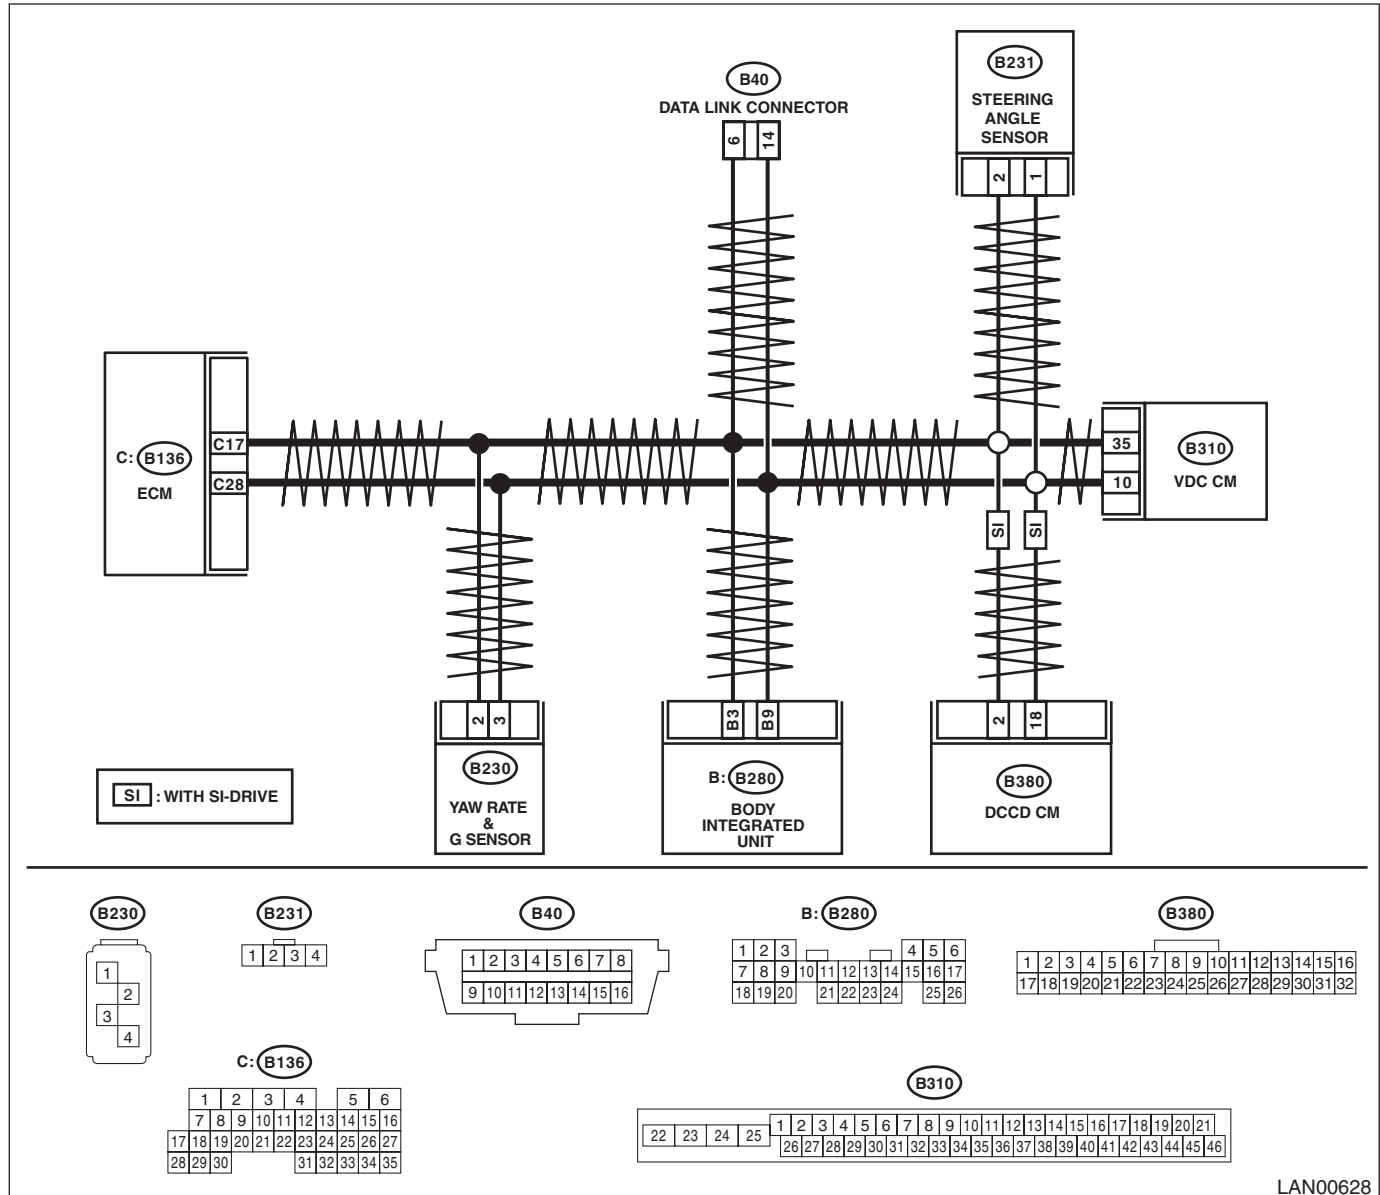 B231
STEERING
ANGLE
SENSOR
2 1
B40
DATA LINK CONNECTOR
6 14
C: B136
ECM
C17
C28
35
10
B310
VDC CM
SI SI
2 3
B230
YAW RATE
&
G SENSOR
B3 B9
B: B280
BODY
INTEGRATED
UNIT
2 18
B380
DCCD CM
SI : WITH SI-DRIVE
B230
1
2
3
4
B231
1 2 3 4
B40
1 2 3 4 5 6 7 8
9 10 11 12 13 14 15 16
B: B280
1 2 3 4 5 6
7 8 9 10 11 12 13 14 15 16 17
18 19 20 21 22 23 24 25 26
B380
1 2 3 4 5 6 7 8 9 10 11 12 13 14 15 16
17 18 19 20 21 22 23 24 25 26 27 28 29 30 31 32
C: B136
1 2 3 4 5 6
7 8 9 10 11 12 13 14 15 16
17 18 19 20 21 22 23 24 25 26 27
28 29 30 31 32 33 34 35
B310
22 23 24 25 1 2 3 4 5 6 7 8 9 10 11 12 13 14 15 16 17 18 19 20 21
26 27 28 29 30 31 32 33 34 35 36 37 38 39 40 41 42 43 44 45 46
LAN00628